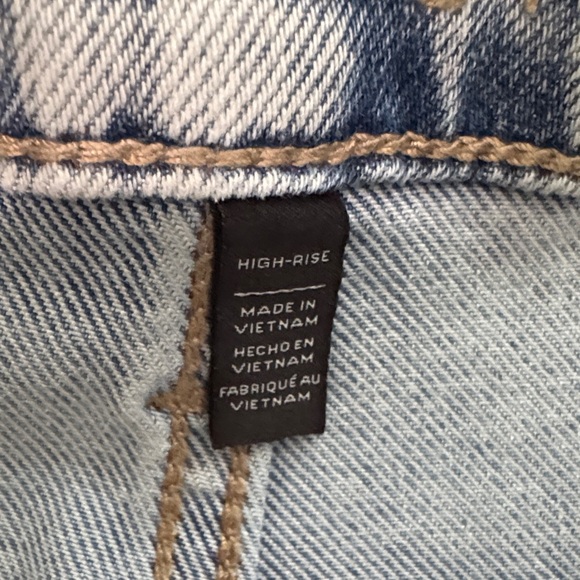 HIGH-RISE
MADE IN
VIETNAM
HECHO EN
VIETNAM
FABRIQUÉ AU
VIETNAM